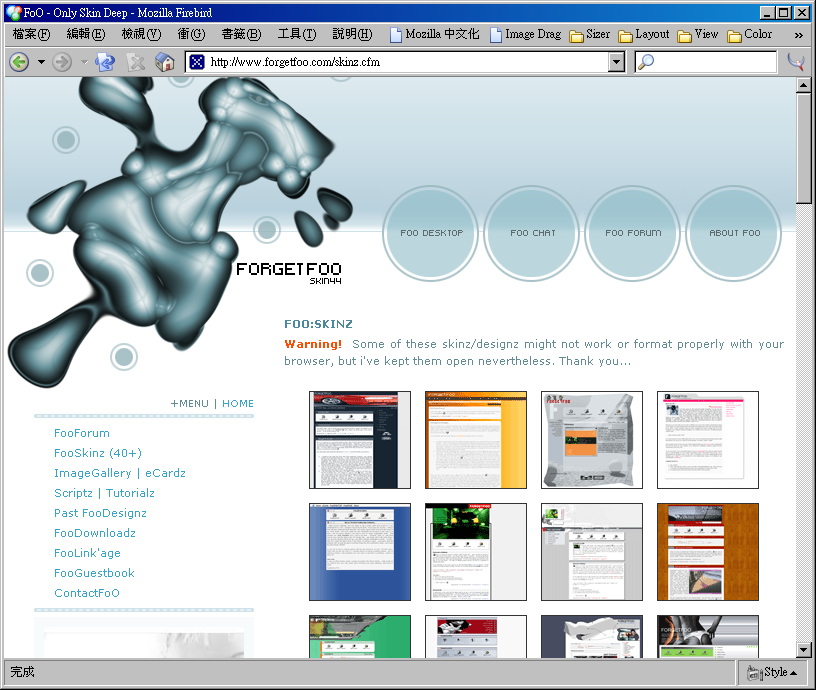 FoO - Only Skin Deep - Mozilla Firebird
檔案(F) 編輯(E) 檢視(V) 衝(G) 書籤(B) 工具(T) 說明(H) Mozilla 中文化 Image Drag Sizer Layout View Color »
http://www.forgetfoo.com/skinz.cfm
FOO DESKTOP FOO CHAT FOO FORUM ABOUT FOO
FORGETFOO
SKIN44
FOO:SKINZ
Warning! Some of these skinz/designz might not work or format properly with your
browser, but i've kept them open nevertheless. Thank you...
+MENU | HOME
FooForum
FooSkinz (40+)
ImageGallery | eCardz
Scriptz | Tutorialz
Past FooDesignz
FooDownloadz
FooLink'age
FooGuestbook
ContactFoO
FORGETFOO
FORGETFOO
FORGETFOO
完成
Style